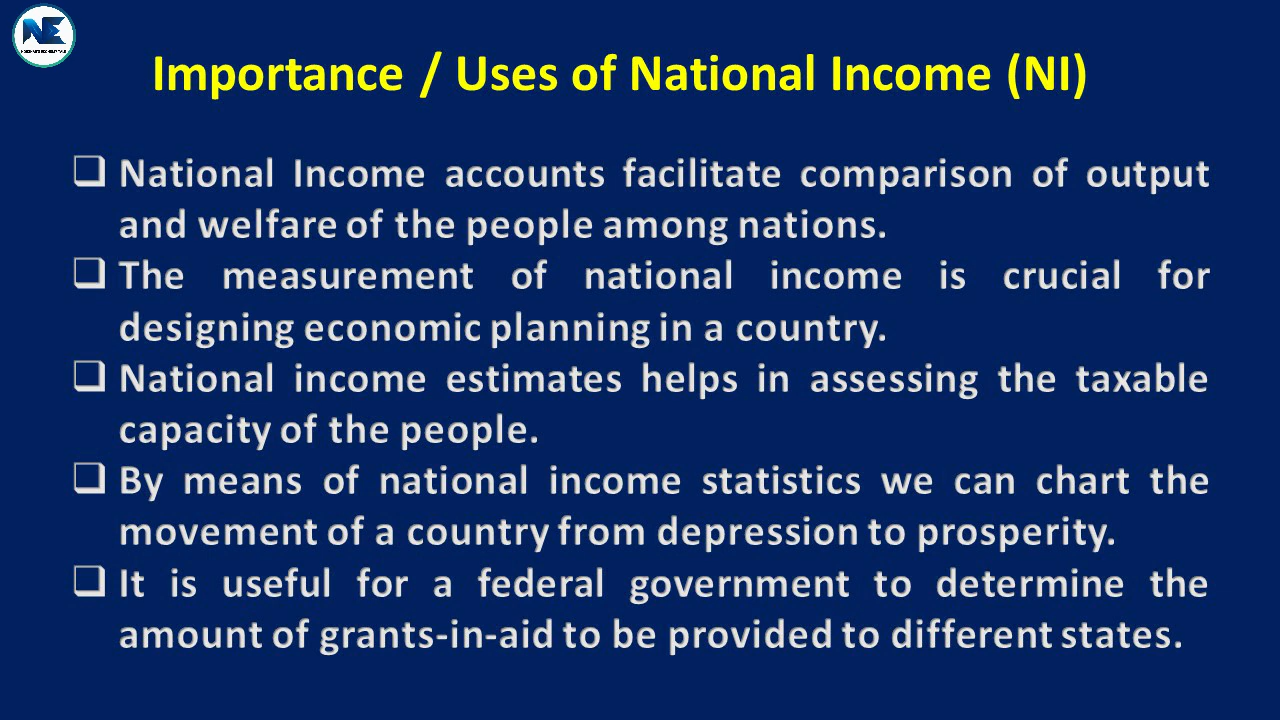 NE
Importance / Uses of National Income (NI)
❑ National Income accounts facilitate comparison of output
and welfare of the people among nations.
❑ The measurement of national income is crucial for
designing economic planning in a country.
❑ National income estimates helps in assessing the taxable
capacity of the people.
❑ By means of national income statistics we can chart the
movement of a country from depression to prosperity.
❑ It is useful for a federal government to determine the
amount of grants-in-aid to be provided to different states.